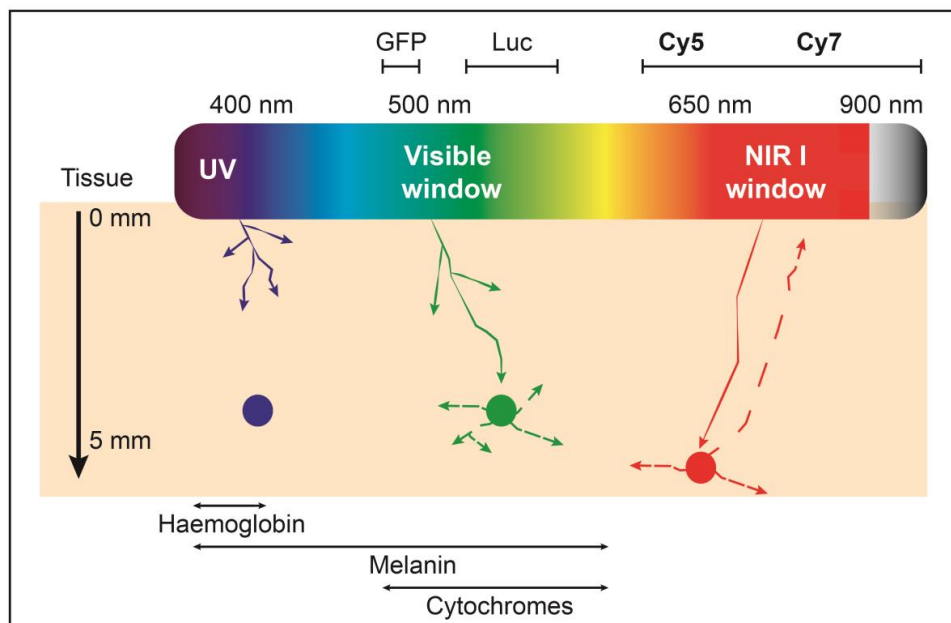 GFP Luc Cy5 Cy7
400 nm 500 nm 650 nm 900 nm
UV
Visible
window
NIR I
window
Tissue
0 mm
5 mm
Haemoglobin
Melanin
Cytochromes